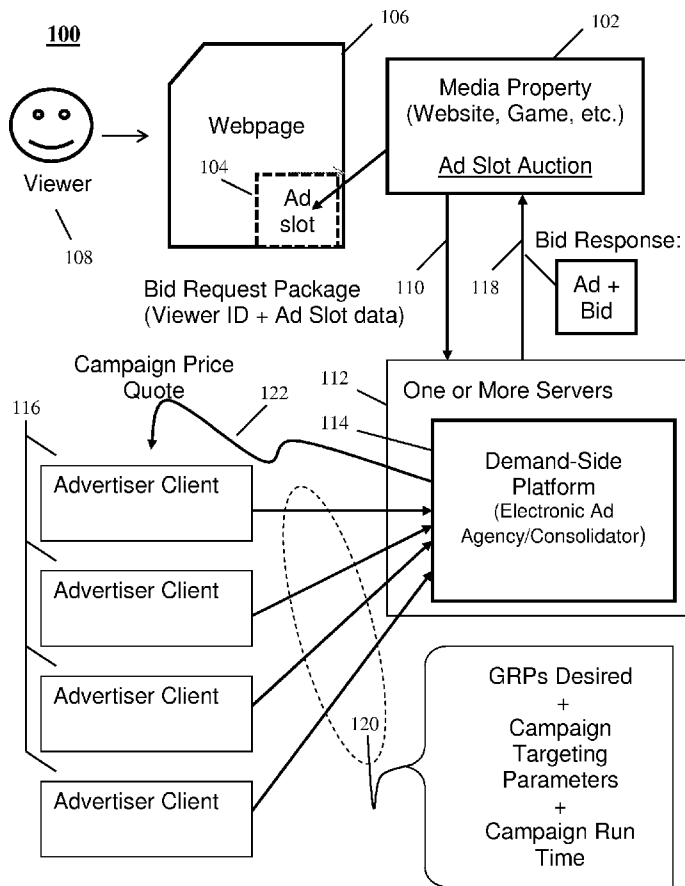 100
106
102
Webpage
Media Property
(Website, Game, etc.)
Ad Slot Auction
Viewer
104
Ad
slot
108
110
118
Bid Response:
Ad +
Bid
Bid Request Package
(Viewer ID + Ad Slot data)
Campaign Price
Quote
122
112
One or More Servers
116
114
Demand-Side
Platform
(Electronic Ad
Agency/Consolidator)
Advertiser Client
Advertiser Client
Advertiser Client
Advertiser Client
120
GRPs Desired
+
Campaign
Targeting
Parameters
+
Campaign Run
Time